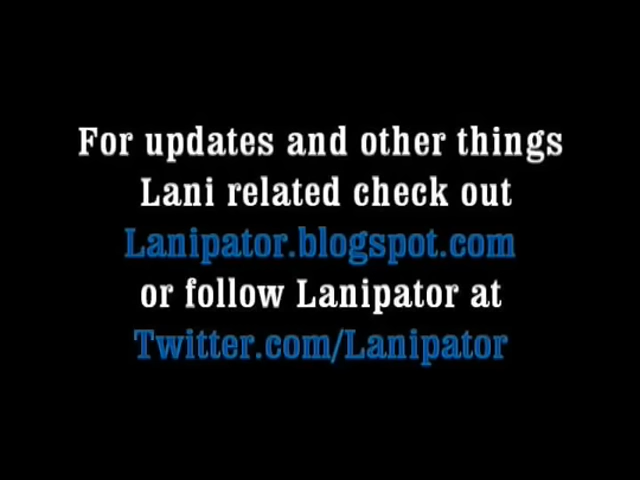 For updates and other things
Lani related check out
Lanipator.blogspot.com
or follow Lanipator at
Twitter.com/Lanipator